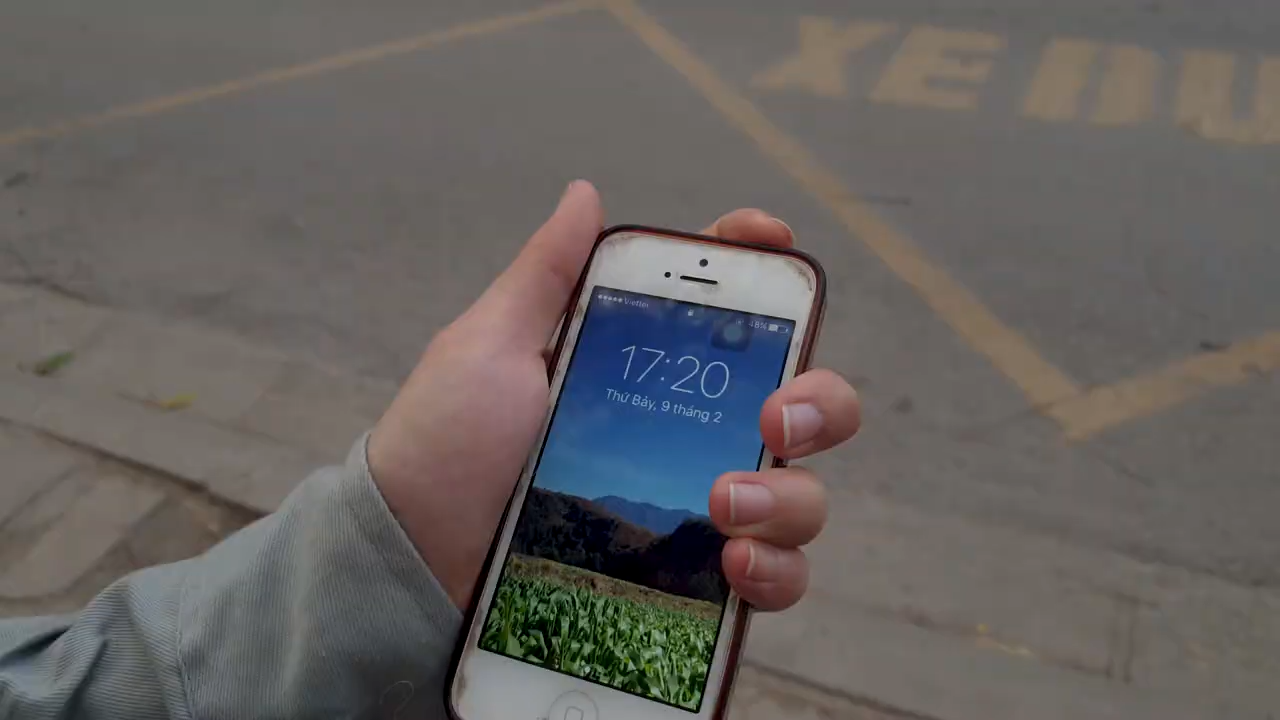 XE BU
Viettel
48%
17:20
Thứ Bảy, 9 tháng 2